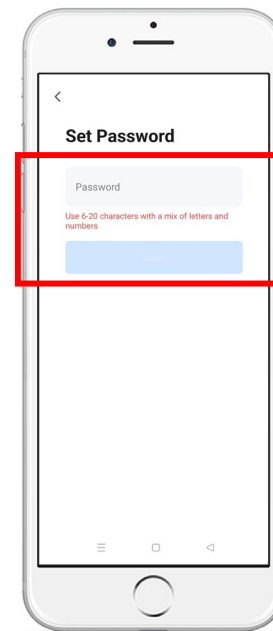 Set Password
Password
Use 6-20 characters with a mix of letters and
numbers